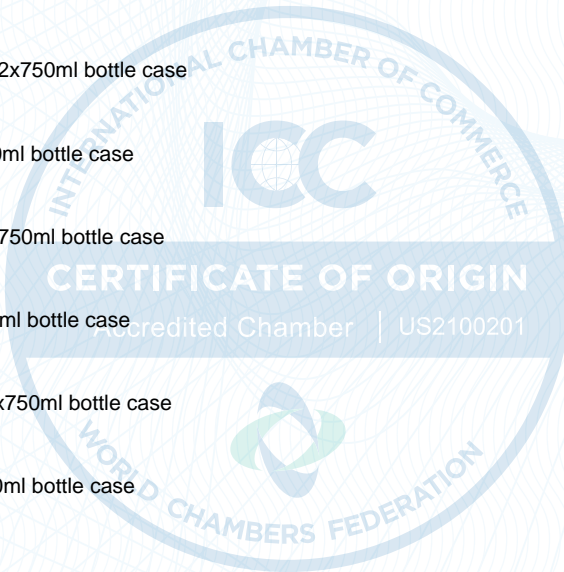 2x750ml bottle case
INTERNATIONAL CHAMBER OF COMMERCE
ml bottle case
ICC
750ml bottle case
CERTIFICATE OF ORIGIN
ml bottle case
Accredited Chamber | US2100201
x750ml bottle case
0ml bottle case
WORLD CHAMBERS FEDERATION